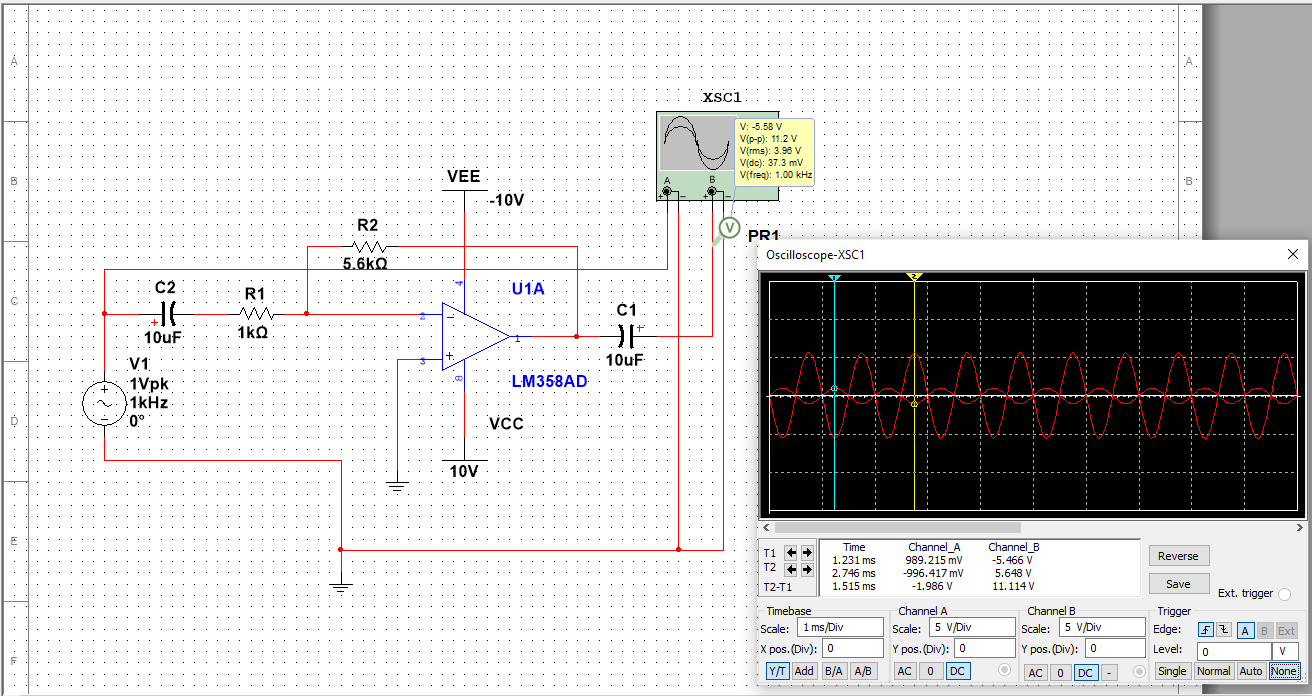 A
A
B
B
C
D
E
F
XSC1
V: -5.58 V
V(p-p): 11.2 V
V(rms): 3.96 V
V(dc): 37.3 mV
V(freq): 1.00 kHz
A
B
+
−
+
−
V
PR1
VEE
-10V
R2
5.6kΩ
4
U1A
C2
+
10uF
R1
1kΩ
2
−
3
+
1
8
C1
+
10uF
LM358AD
V1
1Vpk
1kHz
0°
+
−
VCC
10V
Oscilloscope-XSC1
1
2
T1
T2
T2-T1
Time Channel_A Channel_B
1.231 ms 989.215 mV -5.466 V
2.746 ms -996.417 mV 5.648 V
1.515 ms -1.986 V 11.114 V
Reverse
Save
Ext. trigger
Timebase
Scale: 1 ms/Div
X pos.(Div): 0
Y/T Add B/A A/B
Channel A
Scale: 5 V/Div
Y pos.(Div): 0
AC 0 DC
Channel B
Scale: 5 V/Div
Y pos.(Div): 0
AC 0 DC -
Trigger
Edge: A B Ext
Level: 0 V
Single Normal Auto None